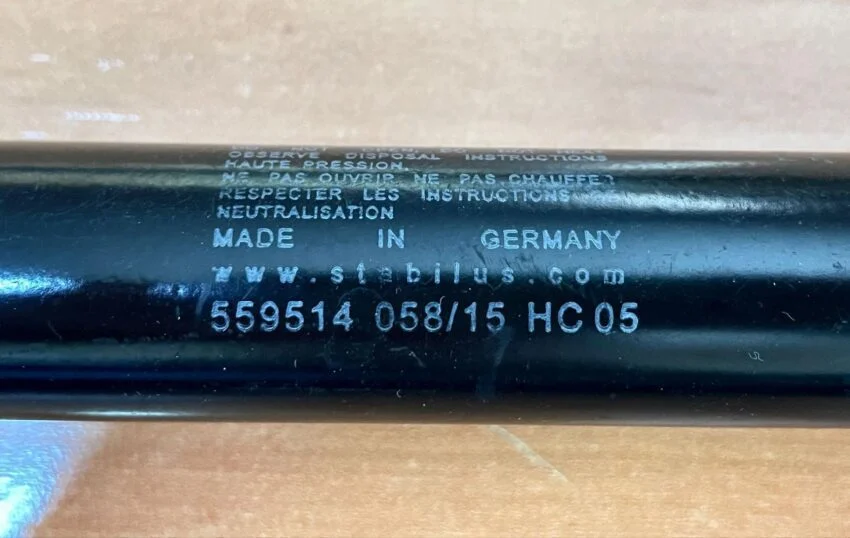 OBSERVE DISPOSAL INSTRUCTIONS
HAUTE PRESSION.
NE PAS OUVRIR NE PAS CHAUFFER
RESPECTER LES INSTRUCTIONS
NEUTRALISATION
MADE IN GERMANY
www.stabilus.com
559514 058/15 HC05